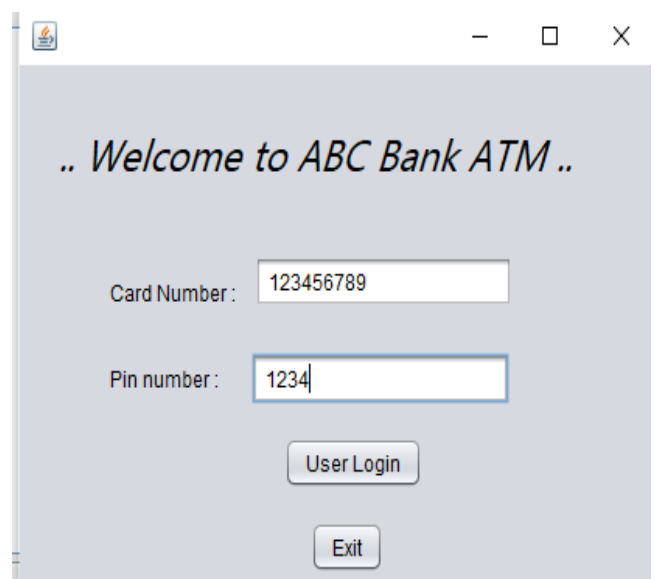 .. Welcome to ABC Bank ATM ..
Card Number : 123456789
Pin number : 1234
User Login
Exit